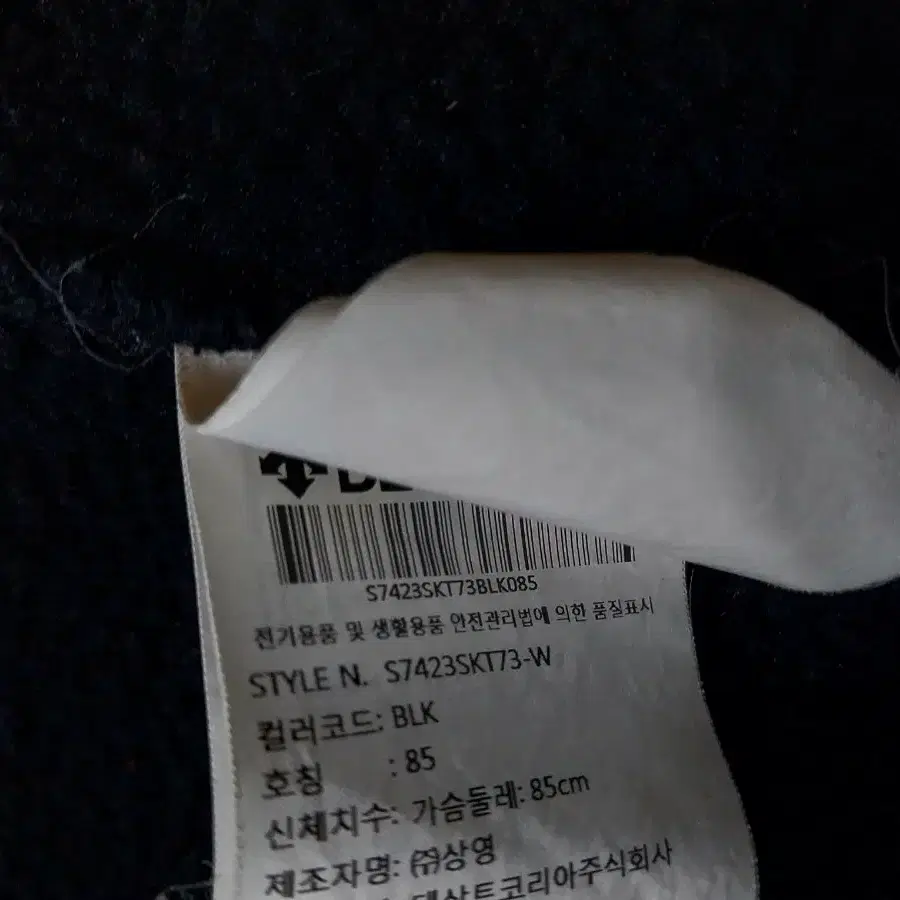 S7423SKT73BLK085
전기용품 및 생활용품 안전관리법에 의한 품질표시
STYLE N. S7423SKT73-W
컬러코드: BLK
호칭 : 85
신체치수: 가슴둘레: 85cm
제조자명: ㈜상영